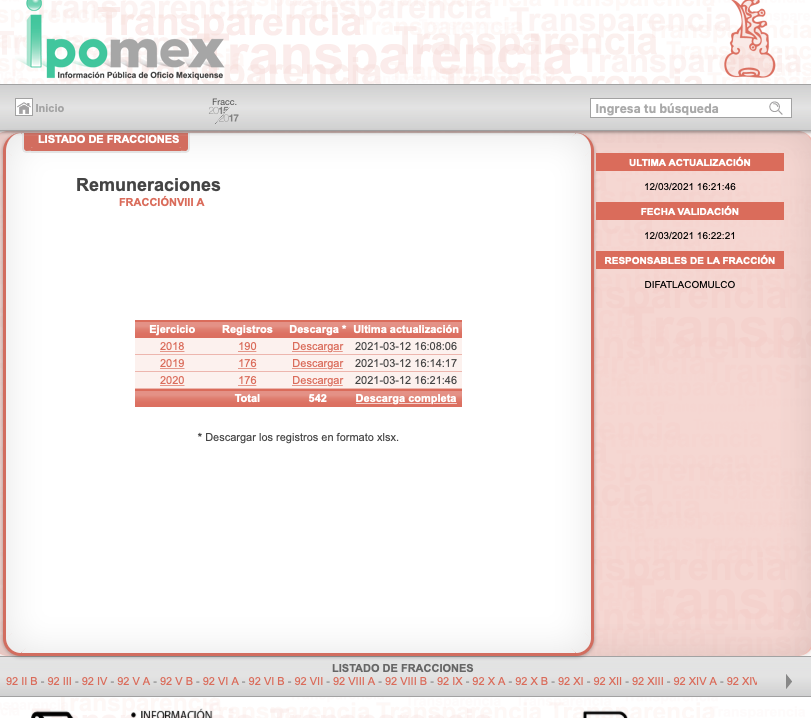 ipomex
Información Pública de Oficio Mexiquense
Inicio
Fracc.
2018
2017
Ingresa tu búsqueda
LISTADO DE FRACCIONES
Remuneraciones
FRACCIÓNVIII A
Ejercicio Registros Descarga * Ultima actualización
2018 190 Descargar 2021-03-12 16:08:06
2019 176 Descargar 2021-03-12 16:14:17
2020 176 Descargar 2021-03-12 16:21:46
Total 542 Descarga completa
* Descargar los registros en formato xlsx.
ULTIMA ACTUALIZACIÓN
12/03/2021 16:21:46
FECHA VALIDACIÓN
12/03/2021 16:22:21
RESPONSABLES DE LA FRACCIÓN
DIFATLACOMULCO
LISTADO DE FRACCIONES
92 II B - 92 III - 92 IV - 92 V A - 92 V B - 92 VI A - 92 VI B - 92 VII - 92 VIII A - 92 VIII B - 92 IX - 92 X A - 92 X B - 92 XI - 92 XII - 92 XIII - 92 XIV A - 92 XIV
• INFORMACIÓN